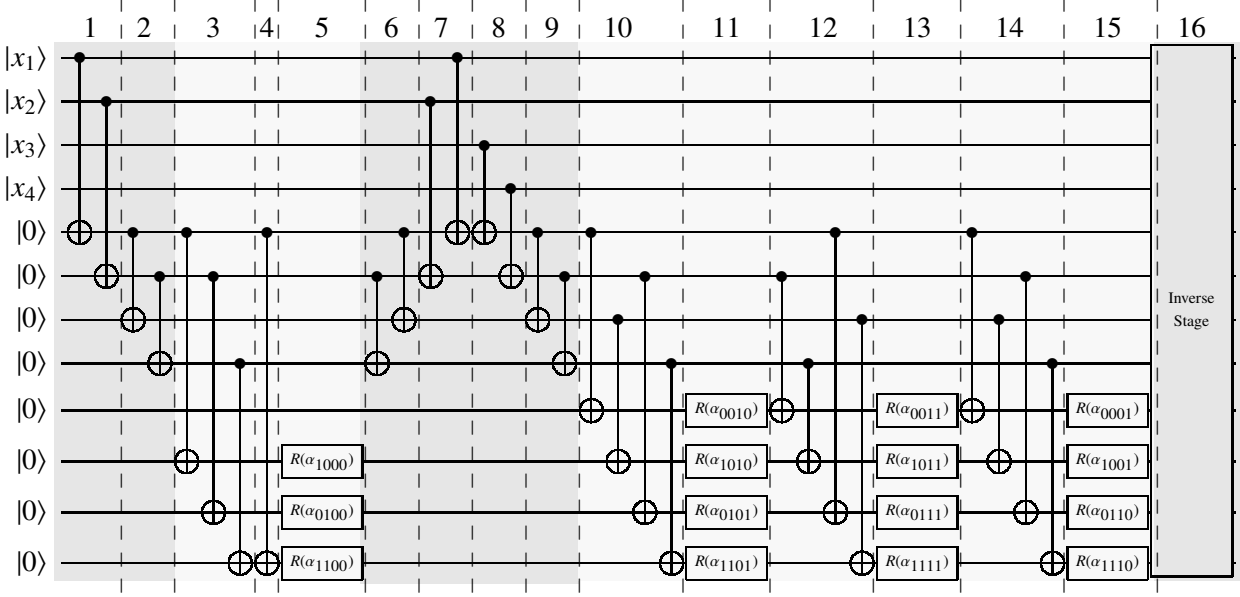 1 2 3 4 5 6 7 8 9 10 11 12 13 14 15 16
|x₁⟩
|x₂⟩
|x₃⟩
|x₄⟩
|0⟩
|0⟩
|0⟩
Inverse
Stage
|0⟩
|0⟩ R(α₀₀₁₀) R(α₀₀₁₁) R(α₀₀₀₁)
|0⟩ R(α₁₀₀₀) R(α₁₀₁₀) R(α₁₀₁₁) R(α₁₀₀₁)
|0⟩ R(α₀₁₀₀) R(α₀₁₀₁) R(α₀₁₁₁) R(α₀₁₁₀)
|0⟩ R(α₁₁₀₀) R(α₁₁₀₁) R(α₁₁₁₁) R(α₁₁₁₀)